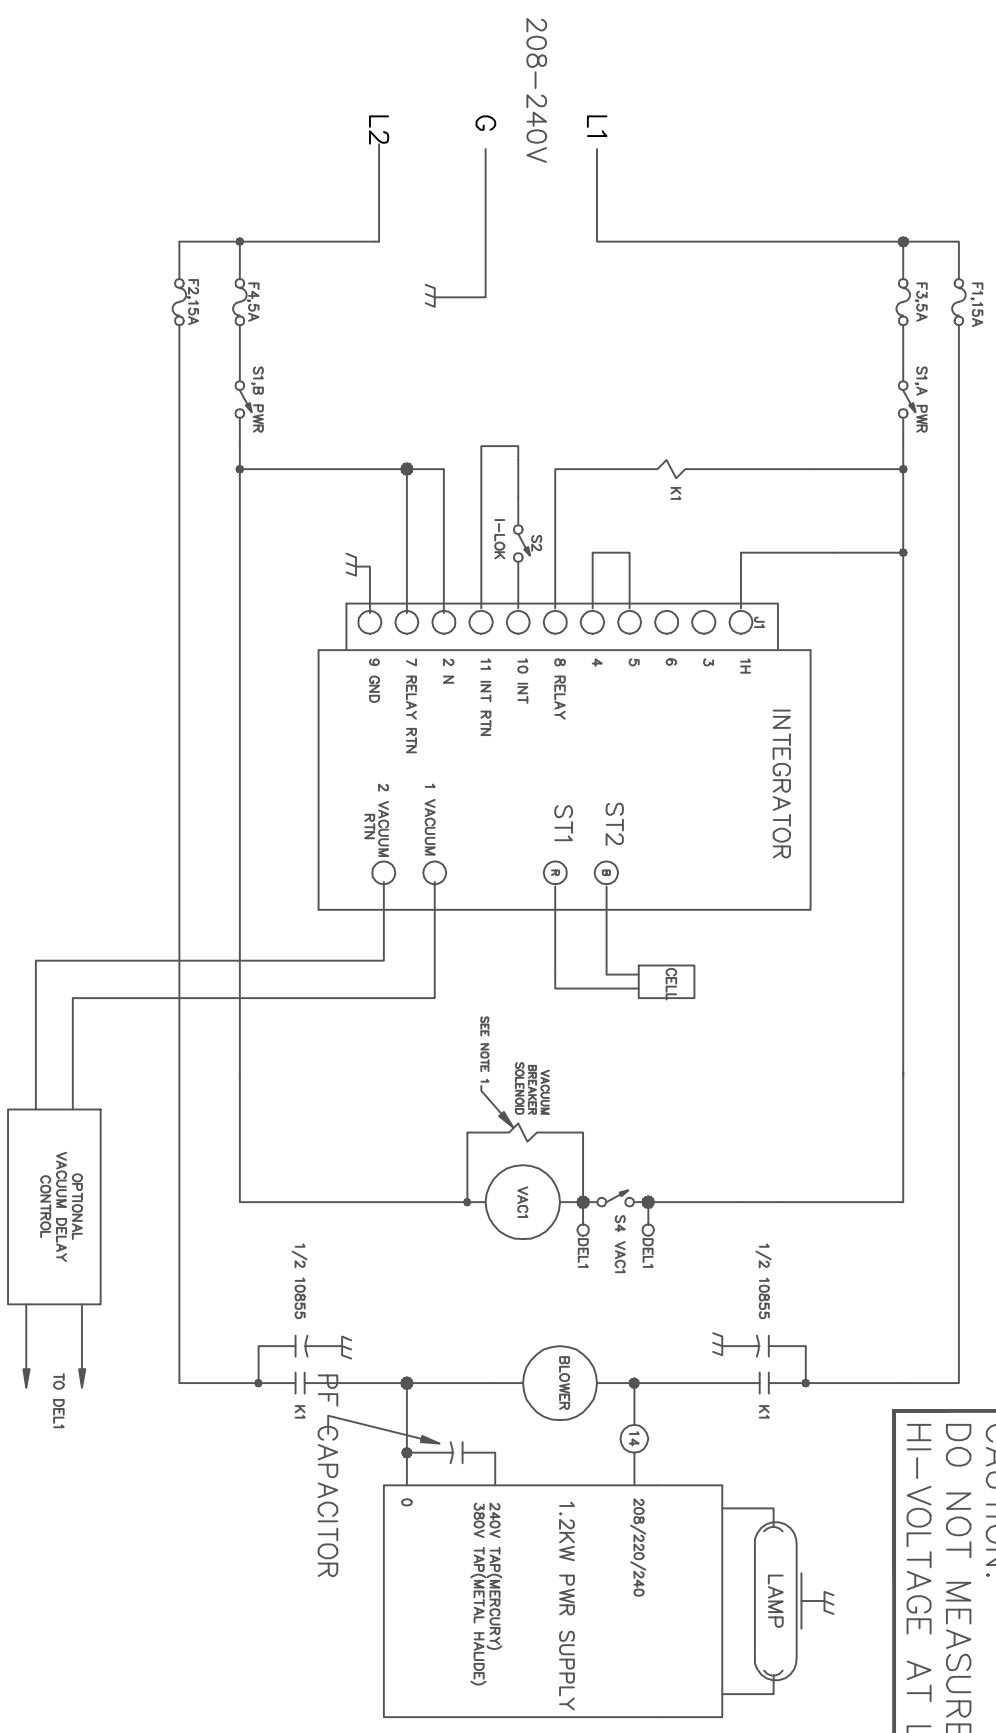 208-240V
L1
G
L2
F1,15A
F3,5A
F4,5A
F2,15A
S1,A PWR
S1,B PWR
K1
S2
I-LOK
J1
1H
3
6
5
4
8 RELAY
10 INT
11 INT RTN
2 N
7 RELAY RTN
9 GND
INTEGRATOR
ST2
ST1
B
R
1 VACUUM
2 VACUUM
RTN
CELL
SEE NOTE 1
VACUUM
BREAKER
SOLENOID
VAC1
S4 VAC1
DEL1
DEL1
OPTIONAL
VACUUM DELAY
CONTROL
TO DEL1
1/2 10855
1/2 10855
K1
K1
BLOWER
14
PF CAPACITOR
0
240V TAP(MERCURY)
380V TAP(METAL HALIDE)
1.2KW PWR SUPPLY
208/220/240
LAMP
CAUTION:
DO NOT MEASURE
HI-VOLTAGE AT